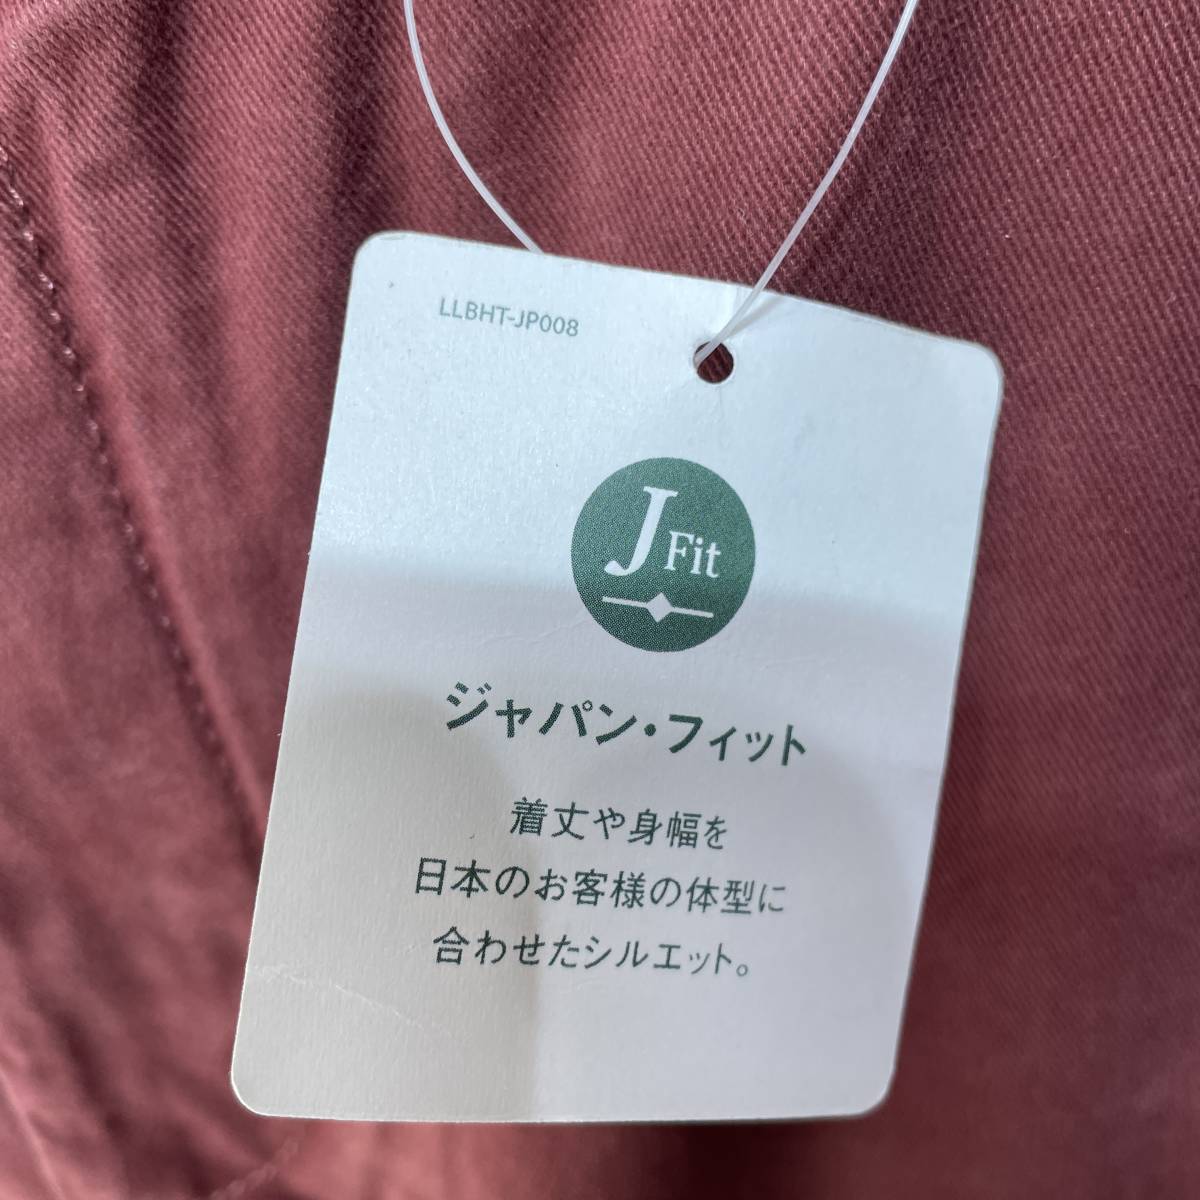 LLBHT-JP008
J Fit
ジャパン・フィット
着丈や身幅を
日本のお客様の体型に
合わせたシルエット。